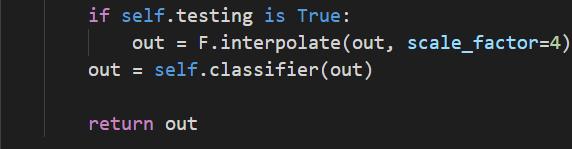 if self.testing is True:
out = F.interpolate(out, scale_factor=4)
out = self.classifier(out)
return out